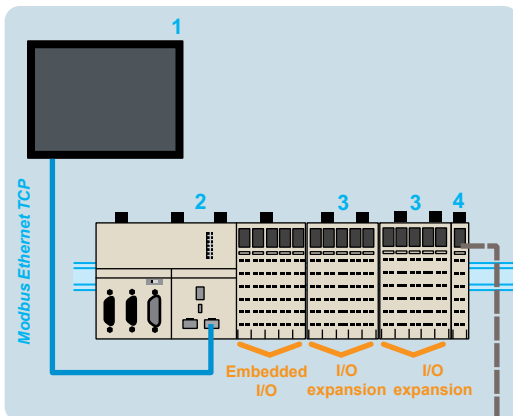 1
Modbus Ethernet TCP
2
3
3
4
Embedded
I/O
I/O
expansion
I/O
expansion